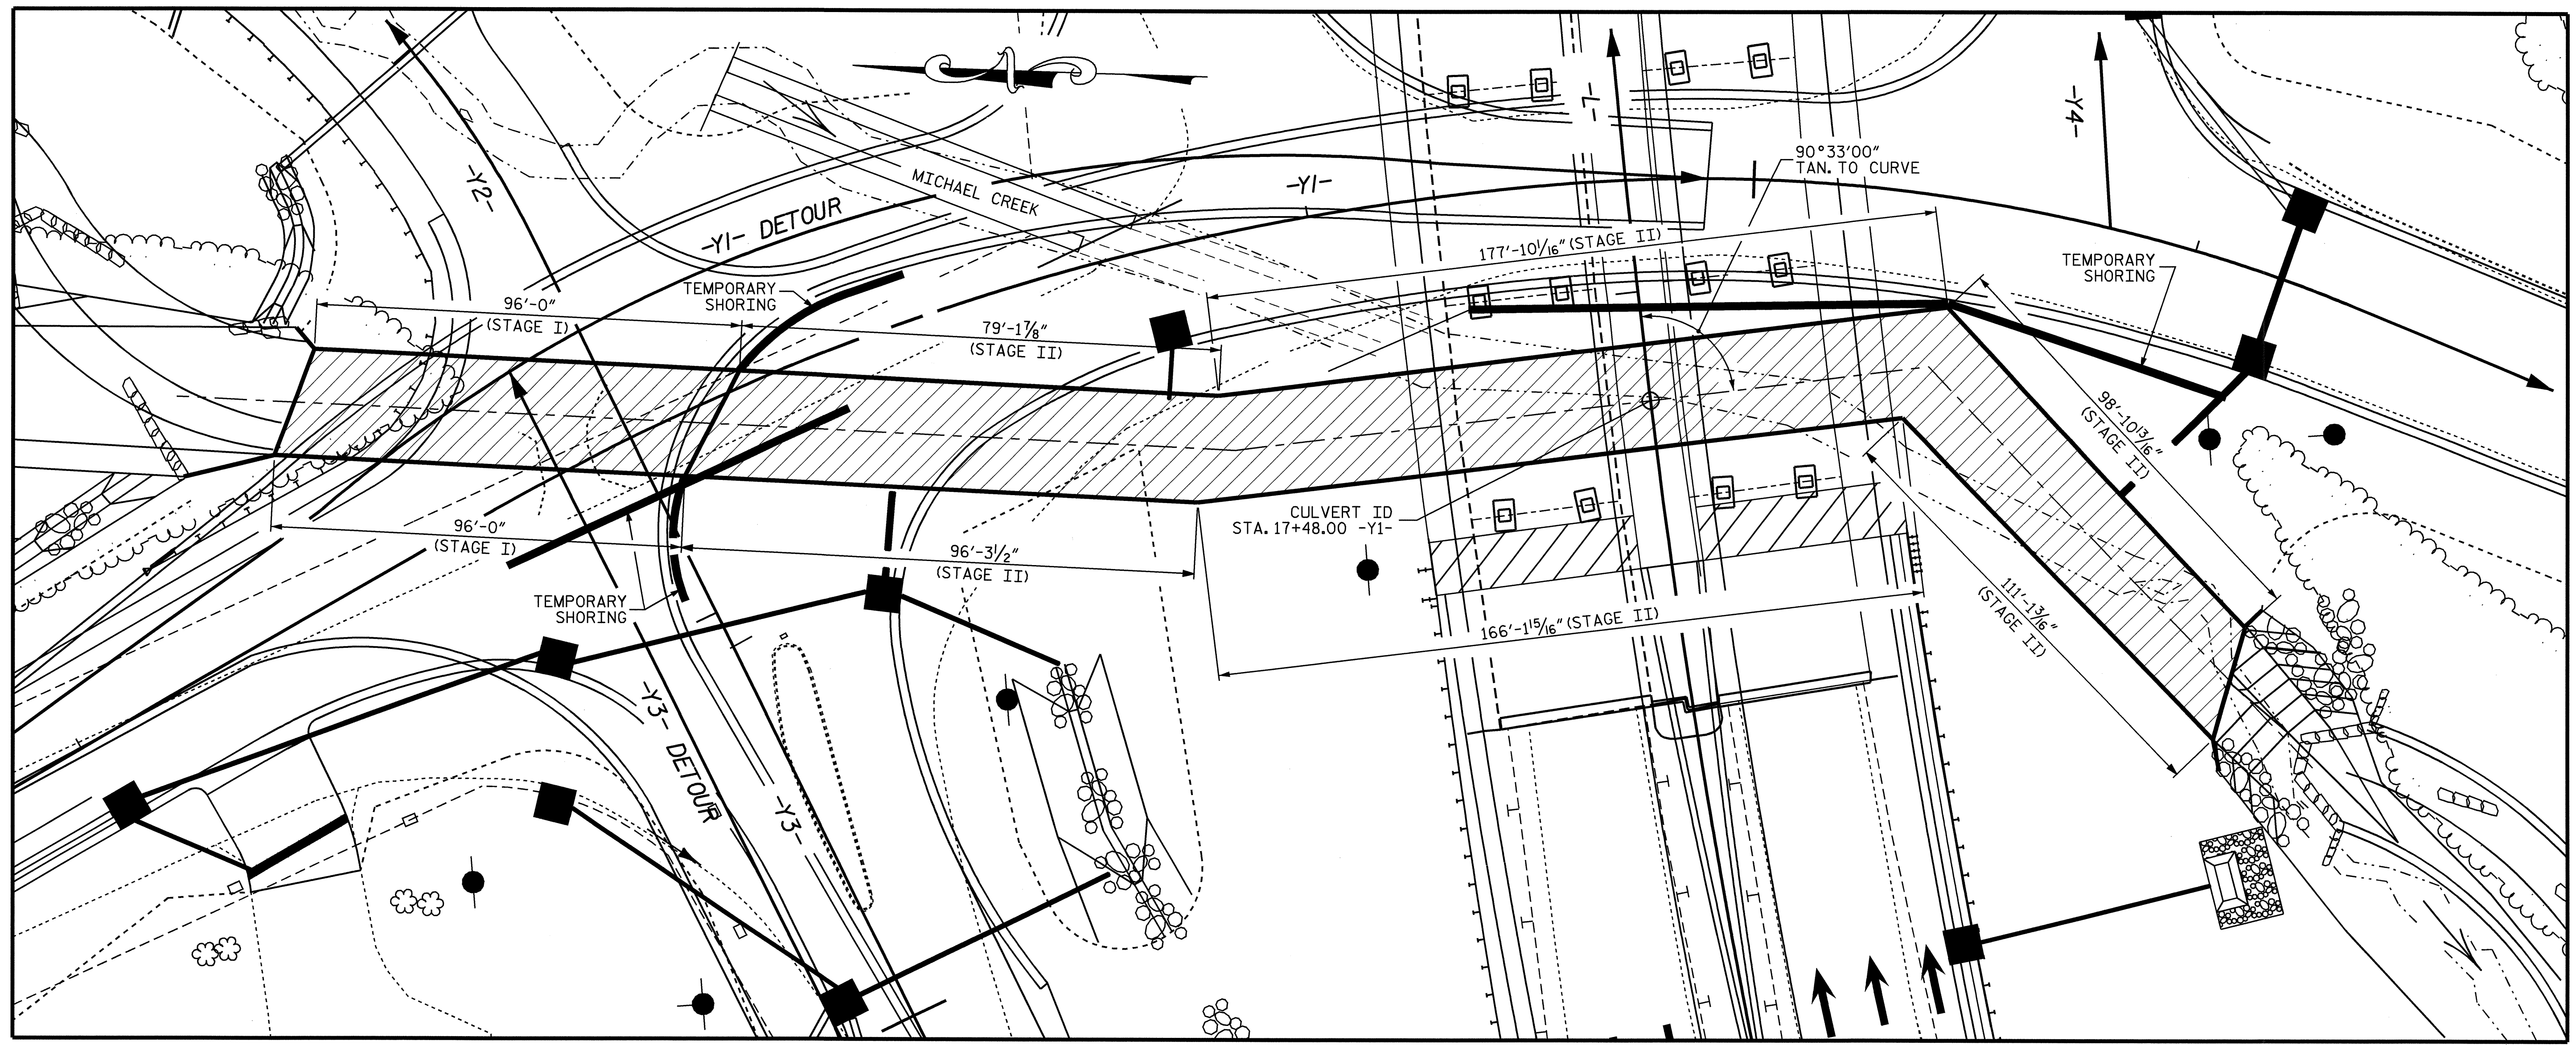 -Y2-
-L-
-Y4-
90°33'00"
TAN. TO CURVE
MICHAEL CREEK
-Y1-
-Y1- DETOUR
177'-10 1/16" (STAGE II)
TEMPORARY
SHORING
TEMPORARY
SHORING
96'-0"
(STAGE I)
79'-1 7/8"
(STAGE II)
98'-10 13/16"
(STAGE II)
CULVERT ID
STA. 17+48.00 -Y1-
96'-0"
(STAGE I)
96'-3 1/2"
(STAGE II)
TEMPORARY
SHORING
166'-1 15/16" (STAGE II)
111'-1 3/16"
(STAGE II)
-Y3- DETOUR
-Y3-